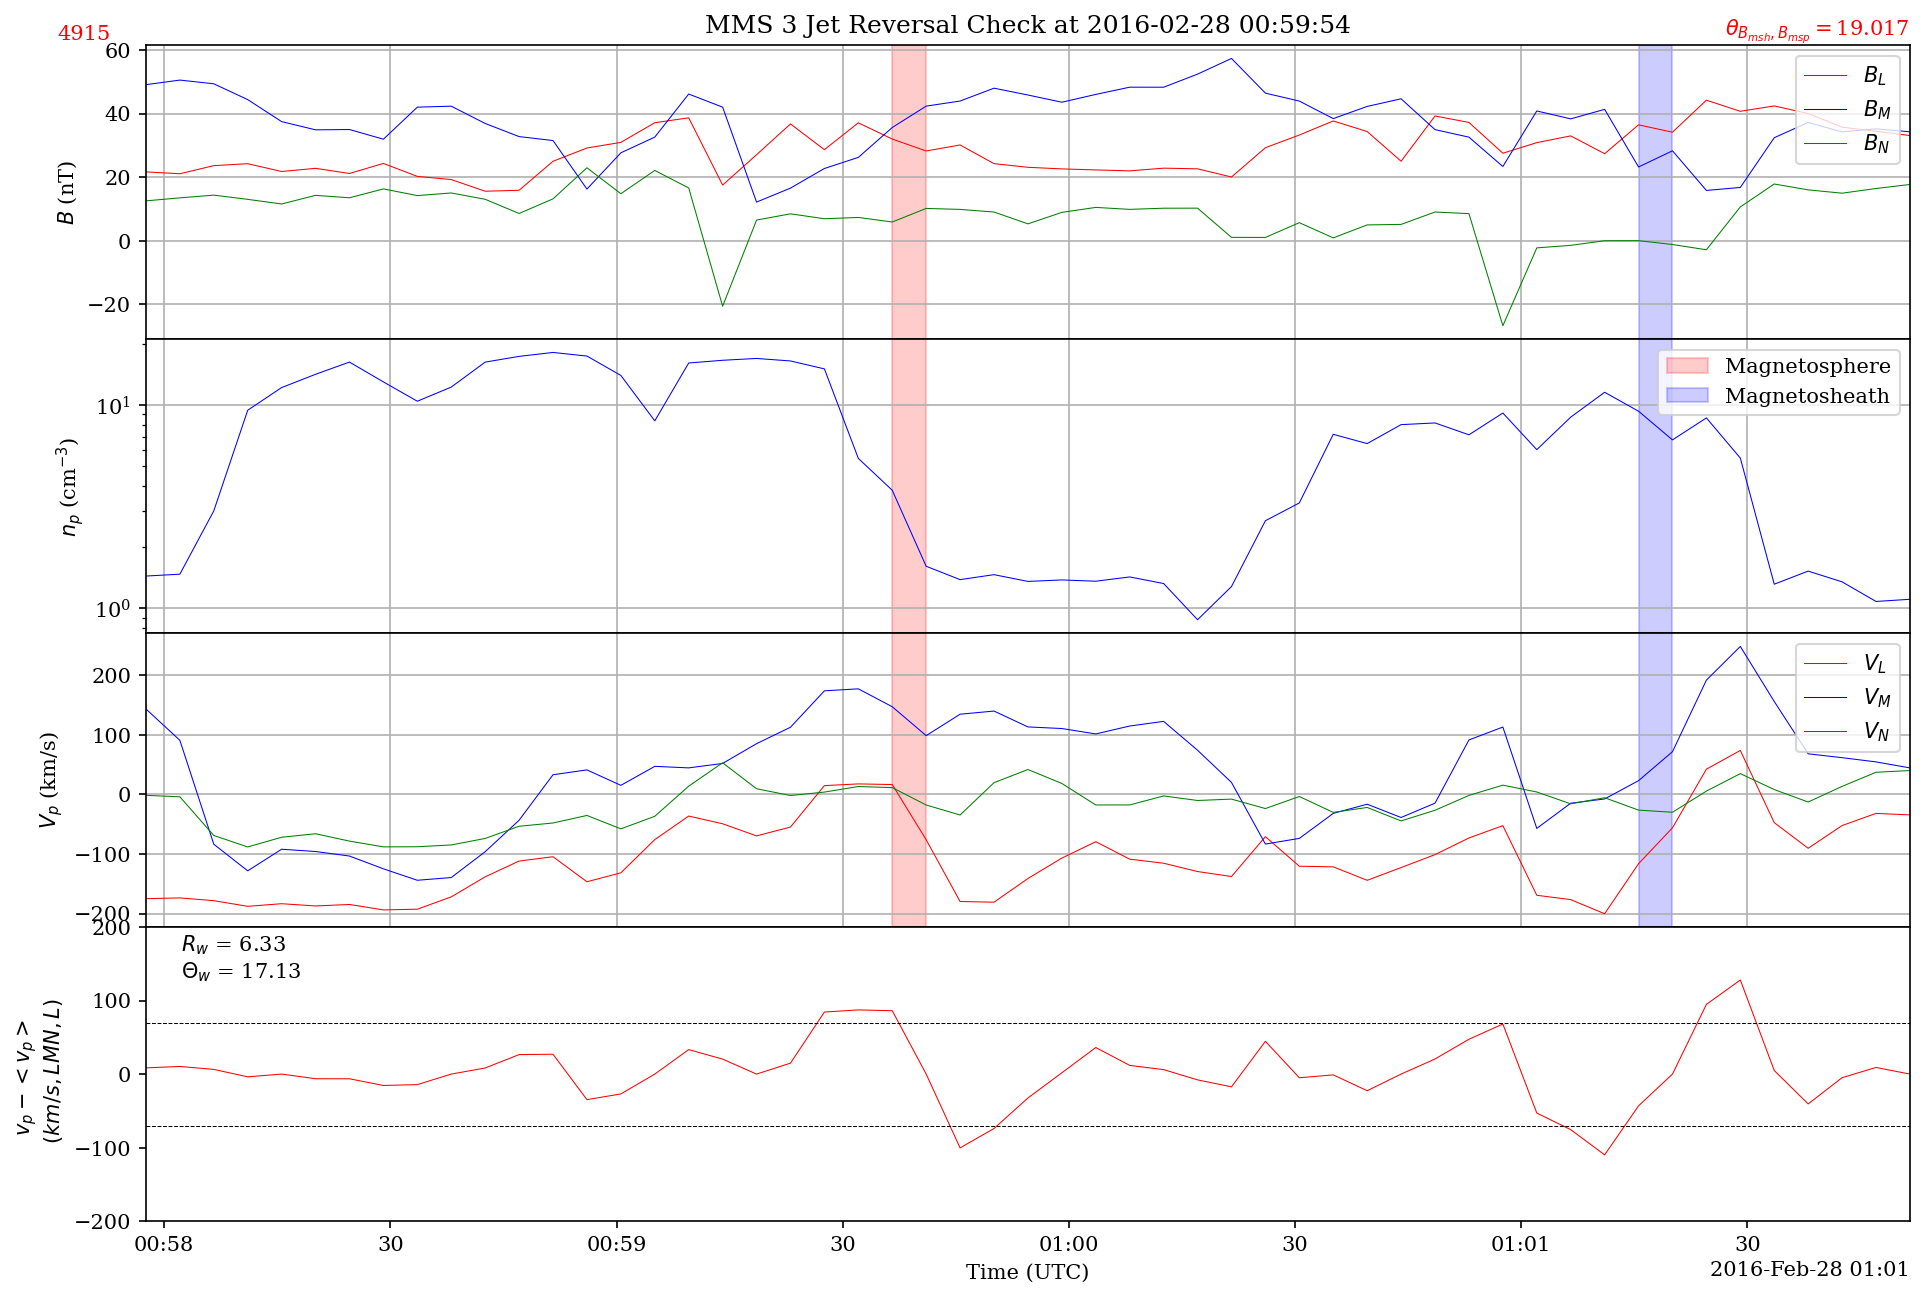 MMS 3 Jet Reversal Check at 2016-02-28 00:59:54
4915
θ_{B_{msh}, B_{msp}} = 19.017
60
40
20
0
−20
B (nT)
B_L
B_M
B_N
10^1
10^0
n_p (cm^{−3})
Magnetosphere
Magnetosheath
200
100
0
−100
−200
V_p (km/s)
V_L
V_M
V_N
200
100
0
−100
−200
v_p − < v_p >
(km/s, LMN, L)
R_w = 6.33
Θ_w = 17.13
00:58 30 00:59 30 01:00 30 01:01 30
Time (UTC)
2016-Feb-28 01:01